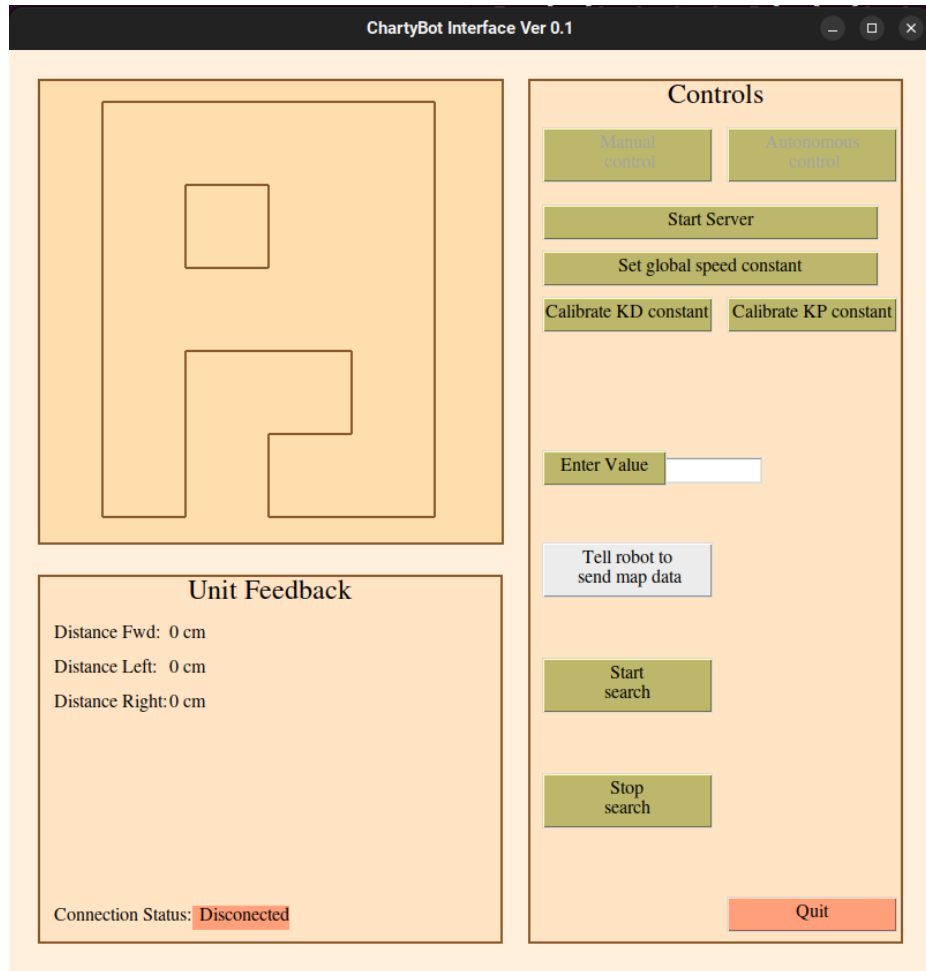 ChartyBot Interface Ver 0.1
Controls
Manual
control
Autonomous
control
Start Server
Set global speed constant
Calibrate KD constant
Calibrate KP constant
Enter Value
Tell robot to
send map data
Start
search
Stop
search
Quit
Unit Feedback
Distance Fwd: 0 cm
Distance Left: 0 cm
Distance Right: 0 cm
Connection Status: Disconected